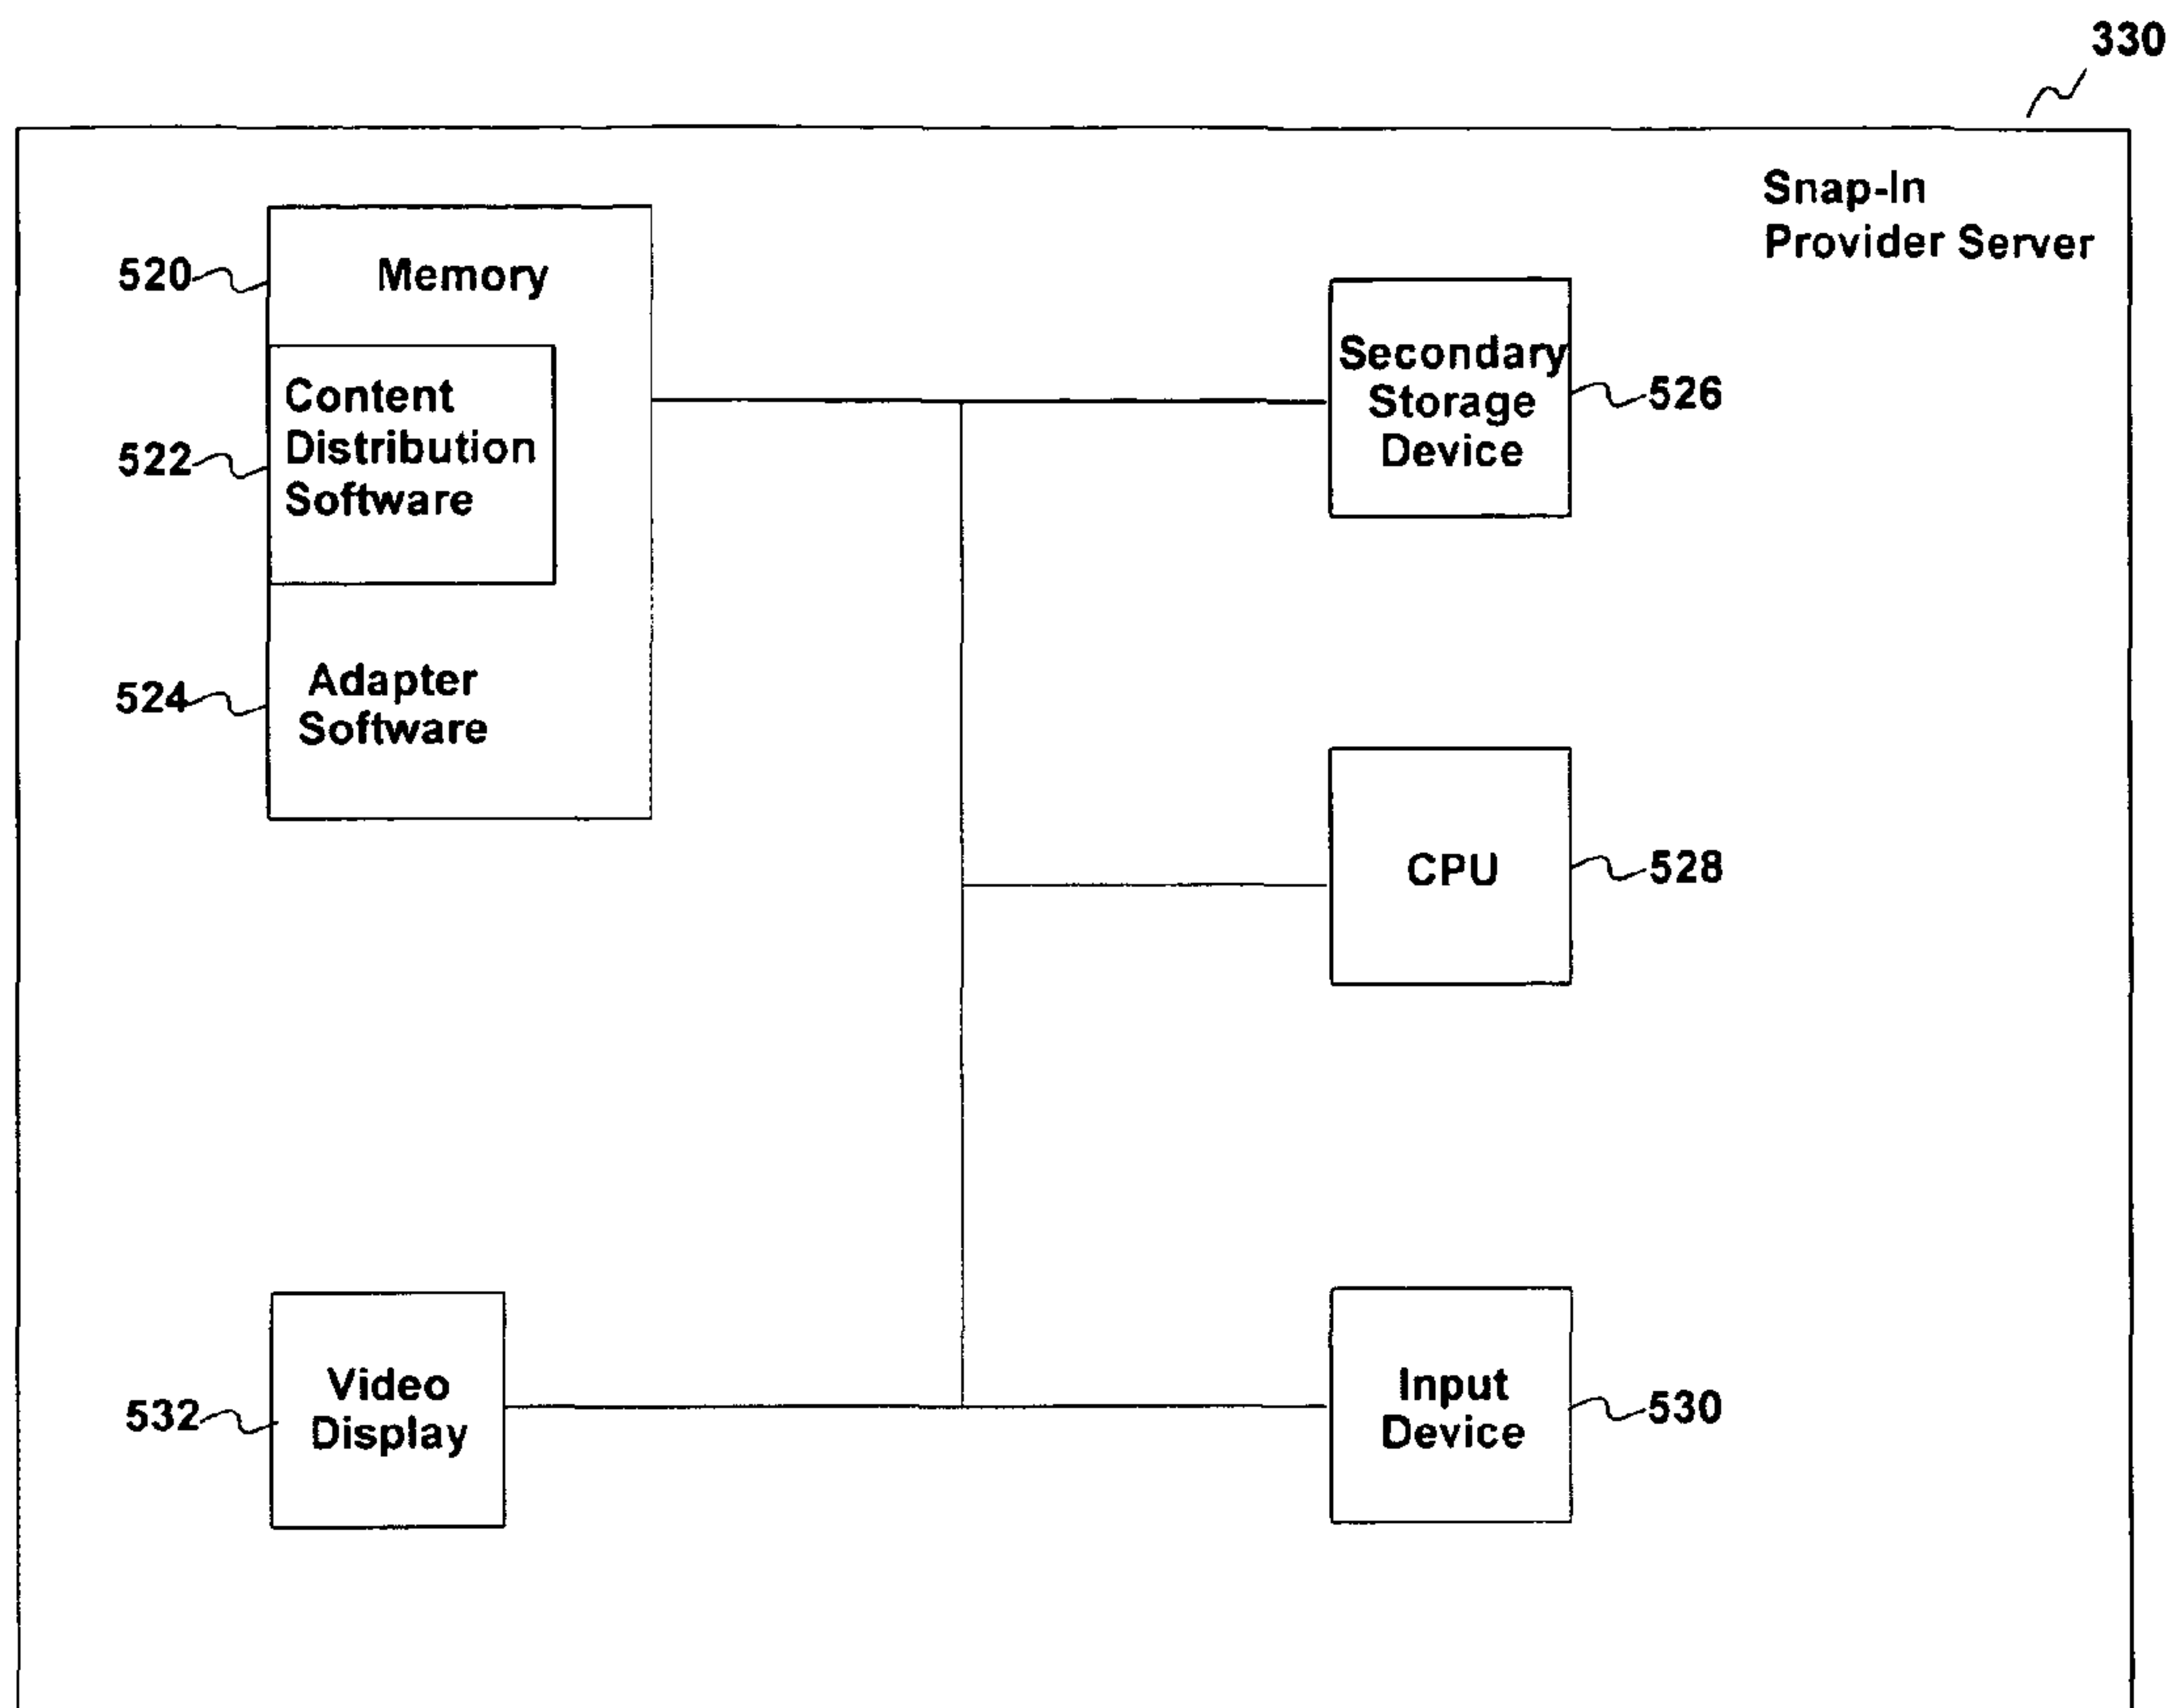 330
Snap-In
Provider Server
520
Memory
522
Content
Distribution
Software
524
Adapter
Software
Secondary
Storage
Device
526
CPU
528
532
Video
Display
Input
Device
530